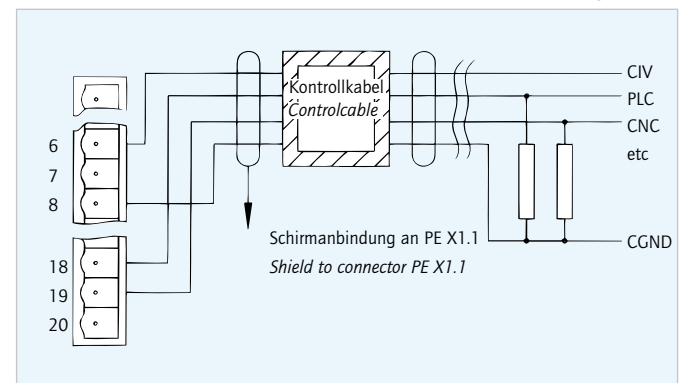 Kontrollkabel
Controlcable
CIV
PLC
CNC
etc
CGND
6
7
8
18
19
20
Schirmanbindung an PE X1.1
Shield to connector PE X1.1